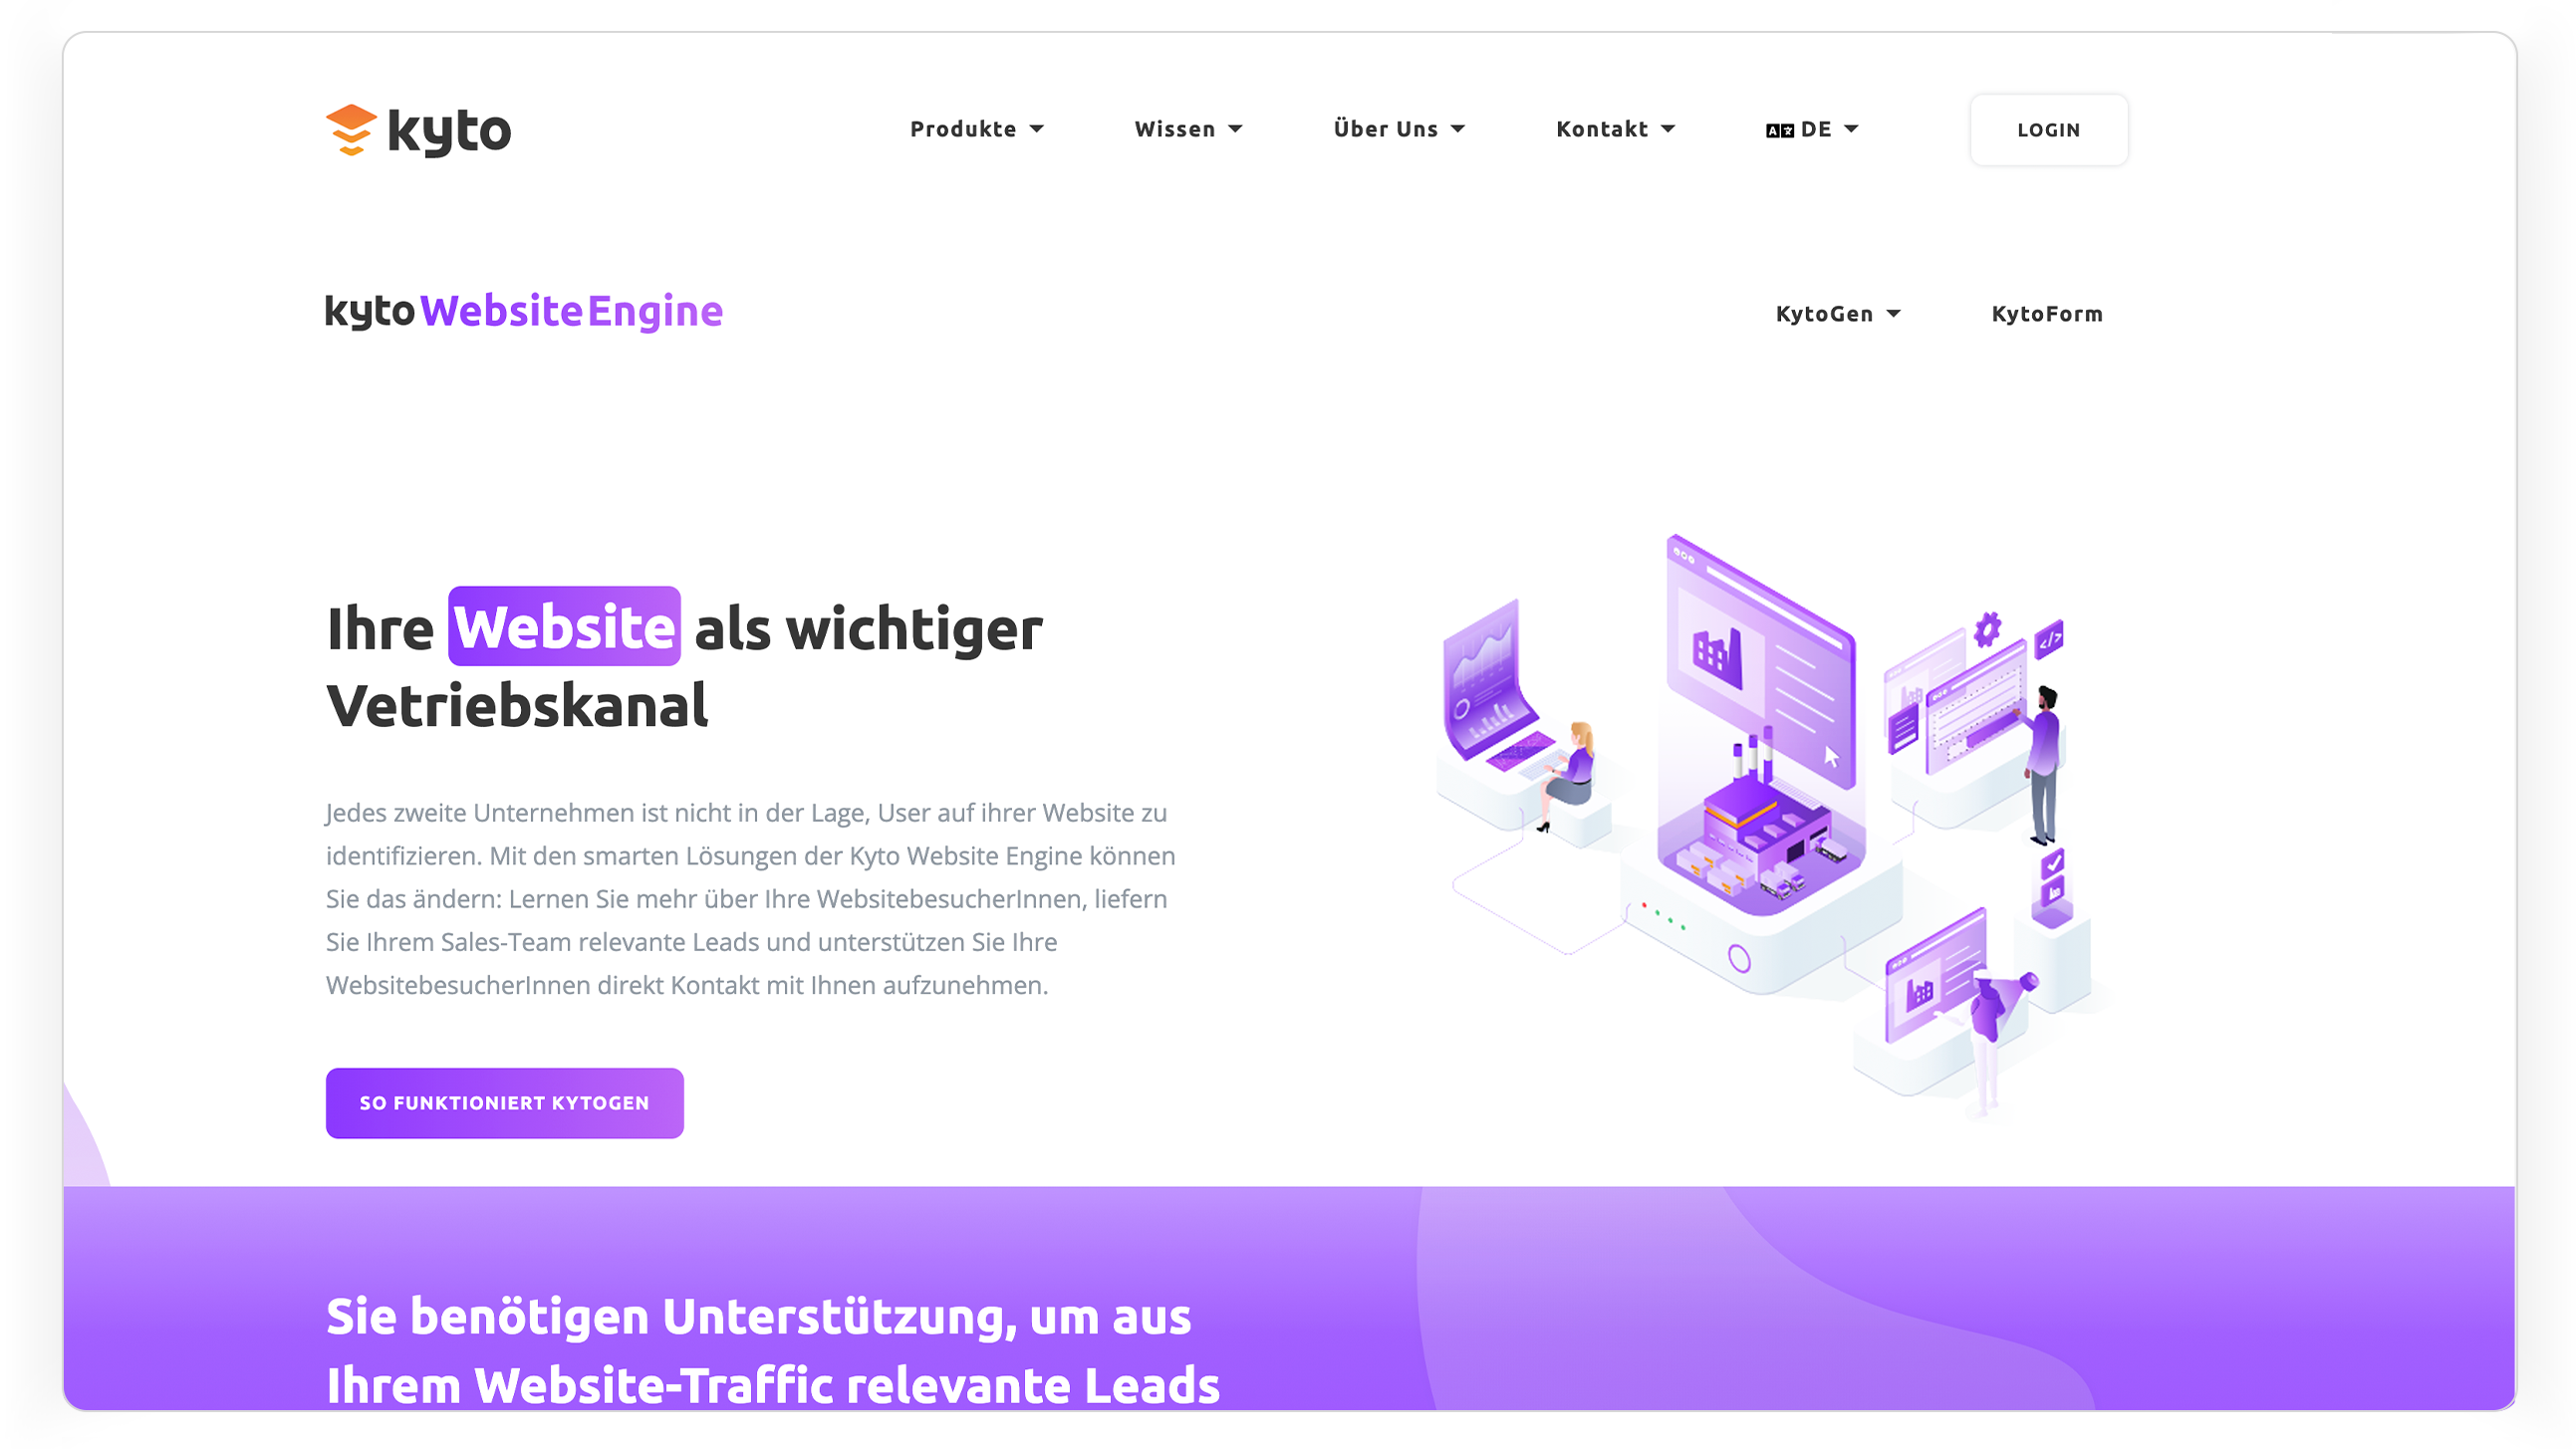 kyto
Produkte
Wissen
Über Uns
Kontakt
DE
LOGIN
kyto WebsiteEngine
KytoGen
KytoForm
Ihre Website als wichtiger
Vetriebskanal
Jedes zweite Unternehmen ist nicht in der Lage, User auf ihrer Website zu
identifizieren. Mit den smarten Lösungen der Kyto Website Engine können
Sie das ändern: Lernen Sie mehr über Ihre WebsitebesucherInnen, liefern
Sie Ihrem Sales-Team relevante Leads und unterstützen Sie Ihre
WebsitebesucherInnen direkt Kontakt mit Ihnen aufzunehmen.
SO FUNKTIONIERT KYTOGEN
Sie benötigen Unterstützung, um aus
Ihrem Website-Traffic relevante Leads